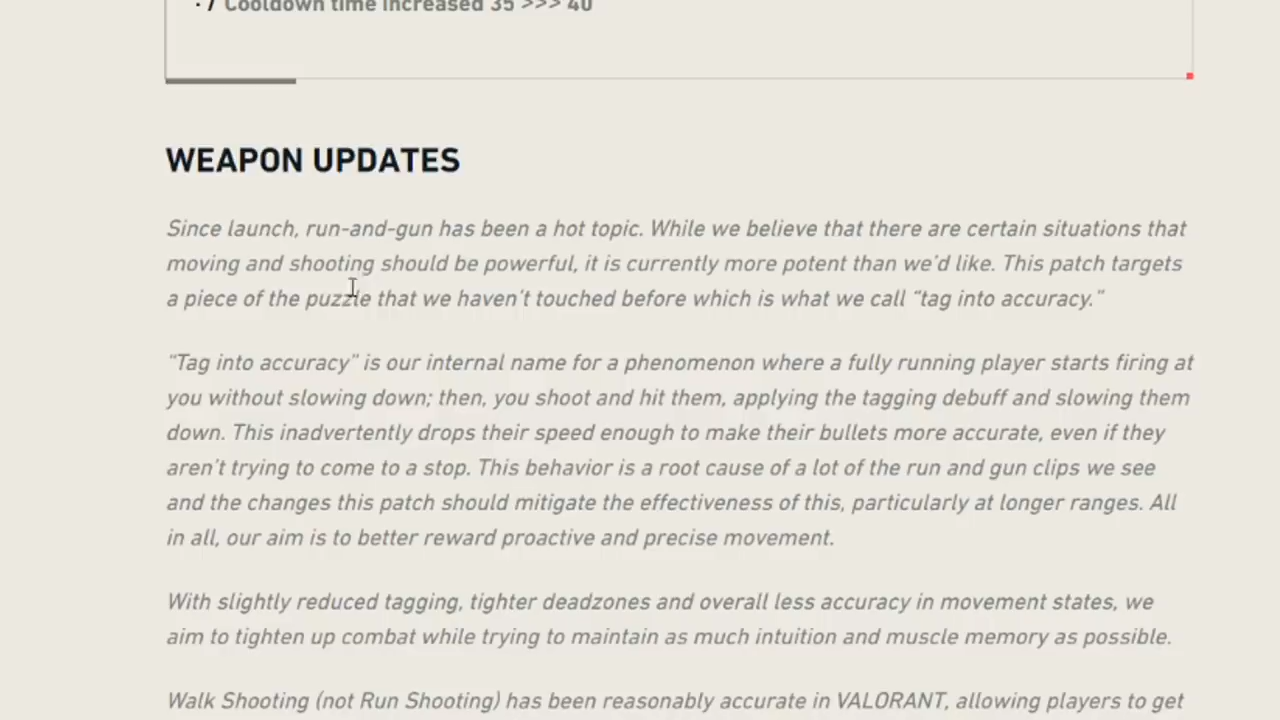 · / Cooldown time increased 35 >>> 40
WEAPON UPDATES
Since launch, run-and-gun has been a hot topic. While we believe that there are certain situations that
moving and shooting should be powerful, it is currently more potent than we’d like. This patch targets
a piece of the puzzle that we haven’t touched before which is what we call “tag into accuracy.”
“Tag into accuracy” is our internal name for a phenomenon where a fully running player starts firing at
you without slowing down; then, you shoot and hit them, applying the tagging debuff and slowing them
down. This inadvertently drops their speed enough to make their bullets more accurate, even if they
aren’t trying to come to a stop. This behavior is a root cause of a lot of the run and gun clips we see
and the changes this patch should mitigate the effectiveness of this, particularly at longer ranges. All
in all, our aim is to better reward proactive and precise movement.
With slightly reduced tagging, tighter deadzones and overall less accuracy in movement states, we
aim to tighten up combat while trying to maintain as much intuition and muscle memory as possible.
Walk Shooting (not Run Shooting) has been reasonably accurate in VALORANT, allowing players to get